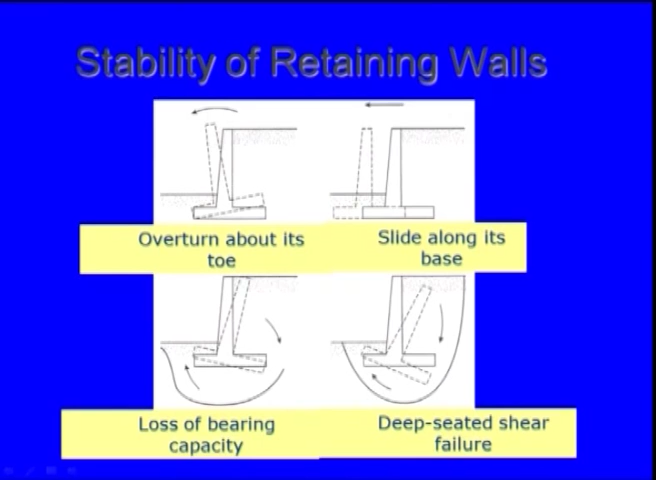 Stability of Retaining Walls
Overturn about its
toe
Slide along its
base
Loss of bearing
capacity
Deep-seated shear
failure